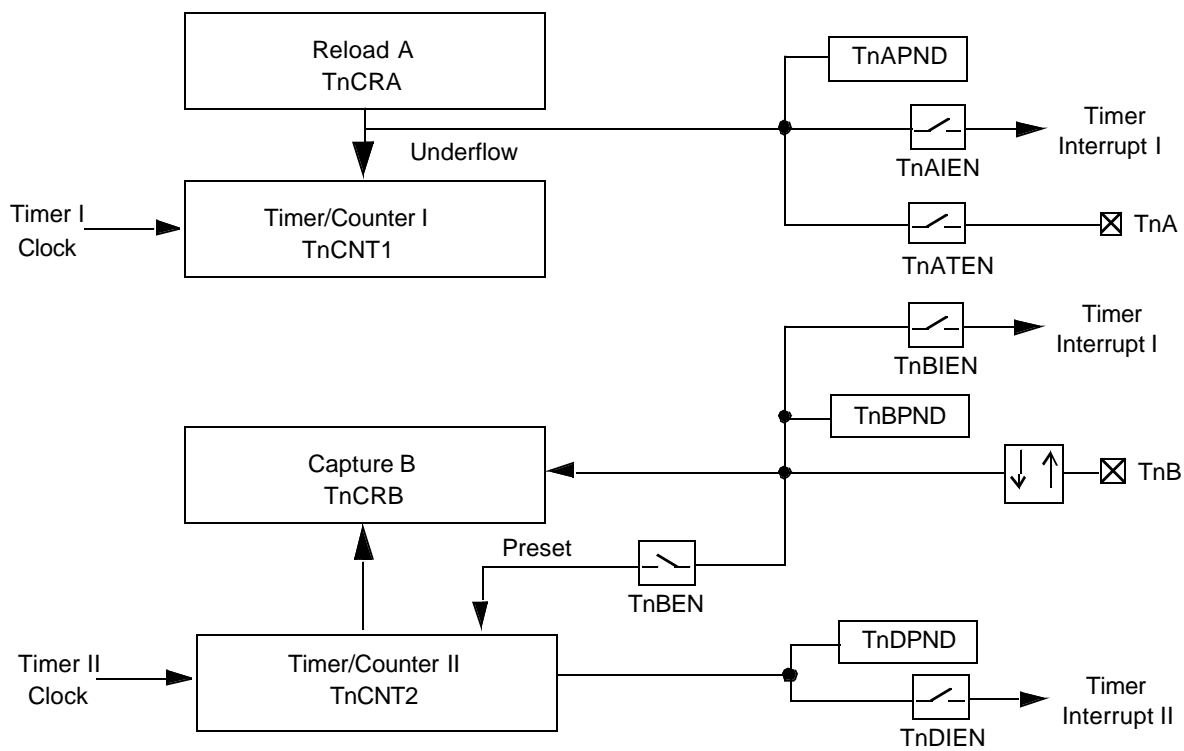 Reload A
TnCRA
TnAPND
Timer
Interrupt I
TnAIEN
Underflow
Timer I
Clock
Timer/Counter I
TnCNT1
TnA
TnATEN
Timer
Interrupt I
TnBIEN
TnBPND
Capture B
TnCRB
TnB
Preset
TnBEN
TnDPND
Timer II
Clock
Timer/Counter II
TnCNT2
Timer
Interrupt II
TnDIEN